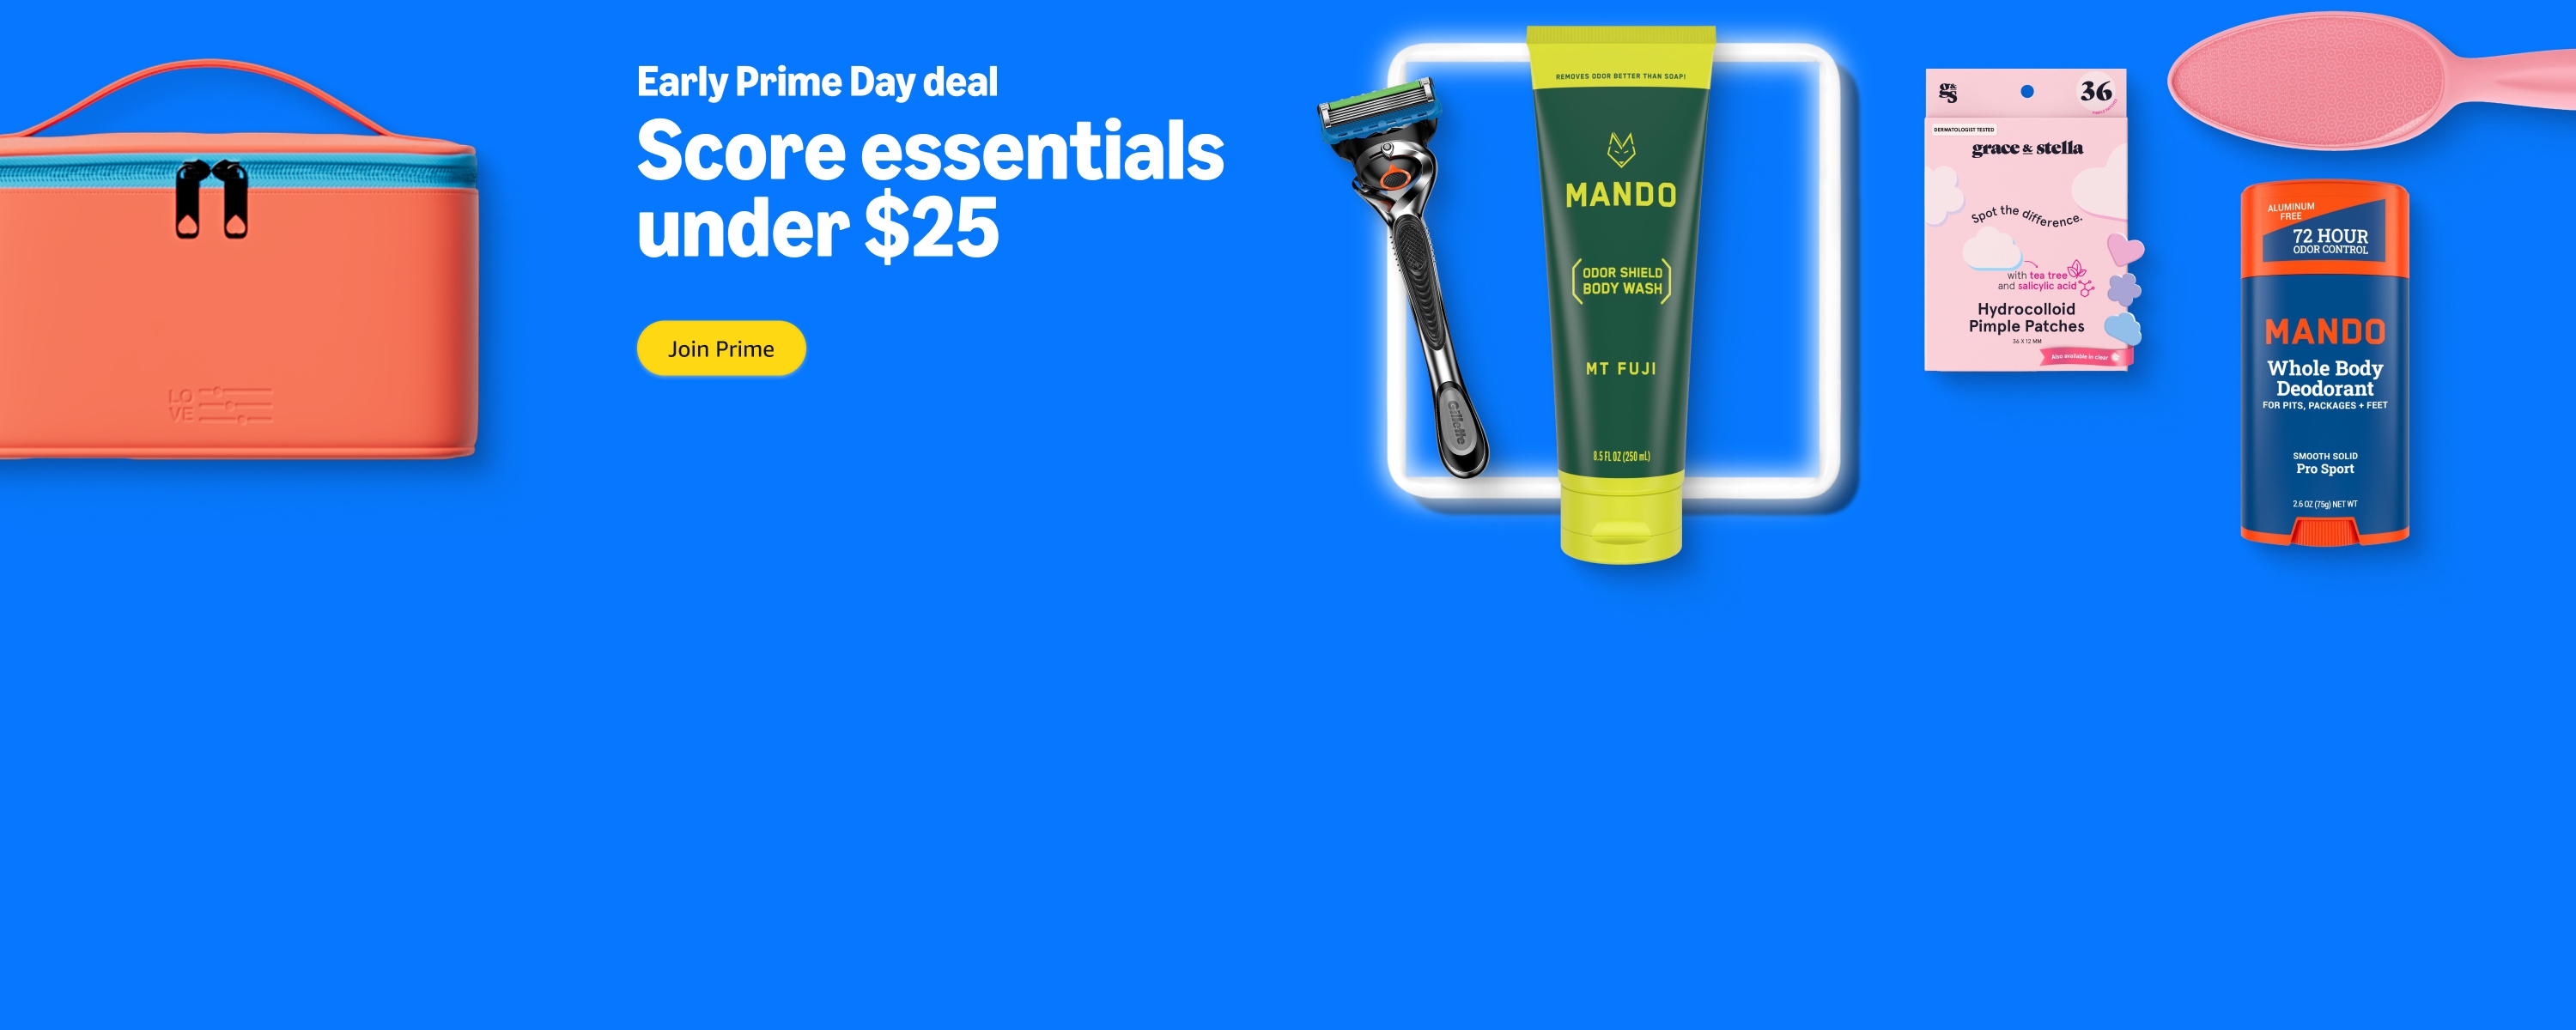 Early Prime Day deal
Score essentials
under $25
Join Prime
LO
VE
Gillette
REMOVES ODOR BETTER THAN SOAP!
MANDO
ODOR SHIELD
BODY WASH
MT FUJI
8.5 FL OZ (250 mL)
g&s
36
DERMATOLOGIST TESTED
grace & stella
Spot the difference.
with tea tree
and salicylic acid
Hydrocolloid
Pimple Patches
36 X 12 MM
Also available in clear
ALUMINUM
FREE
72 HOUR
ODOR CONTROL
MANDO
Whole Body
Deodorant
FOR PITS, PACKAGES + FEET
SMOOTH SOLID
Pro Sport
2.6 OZ (75g) NET WT